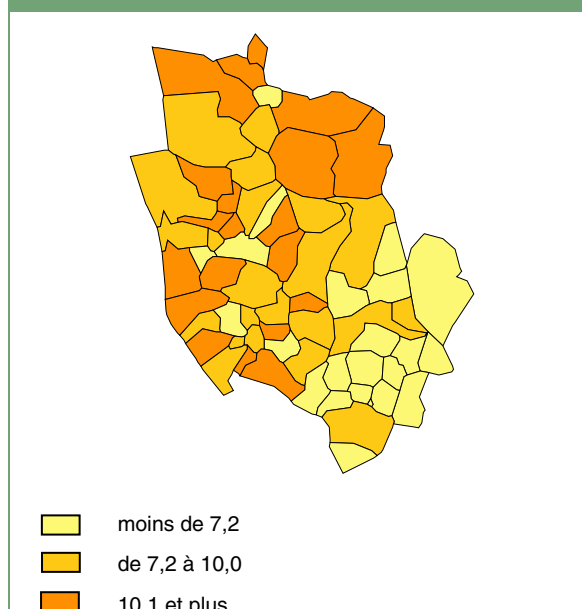 moins de 7,2
de 7,2 à 10,0
10,1 et plus